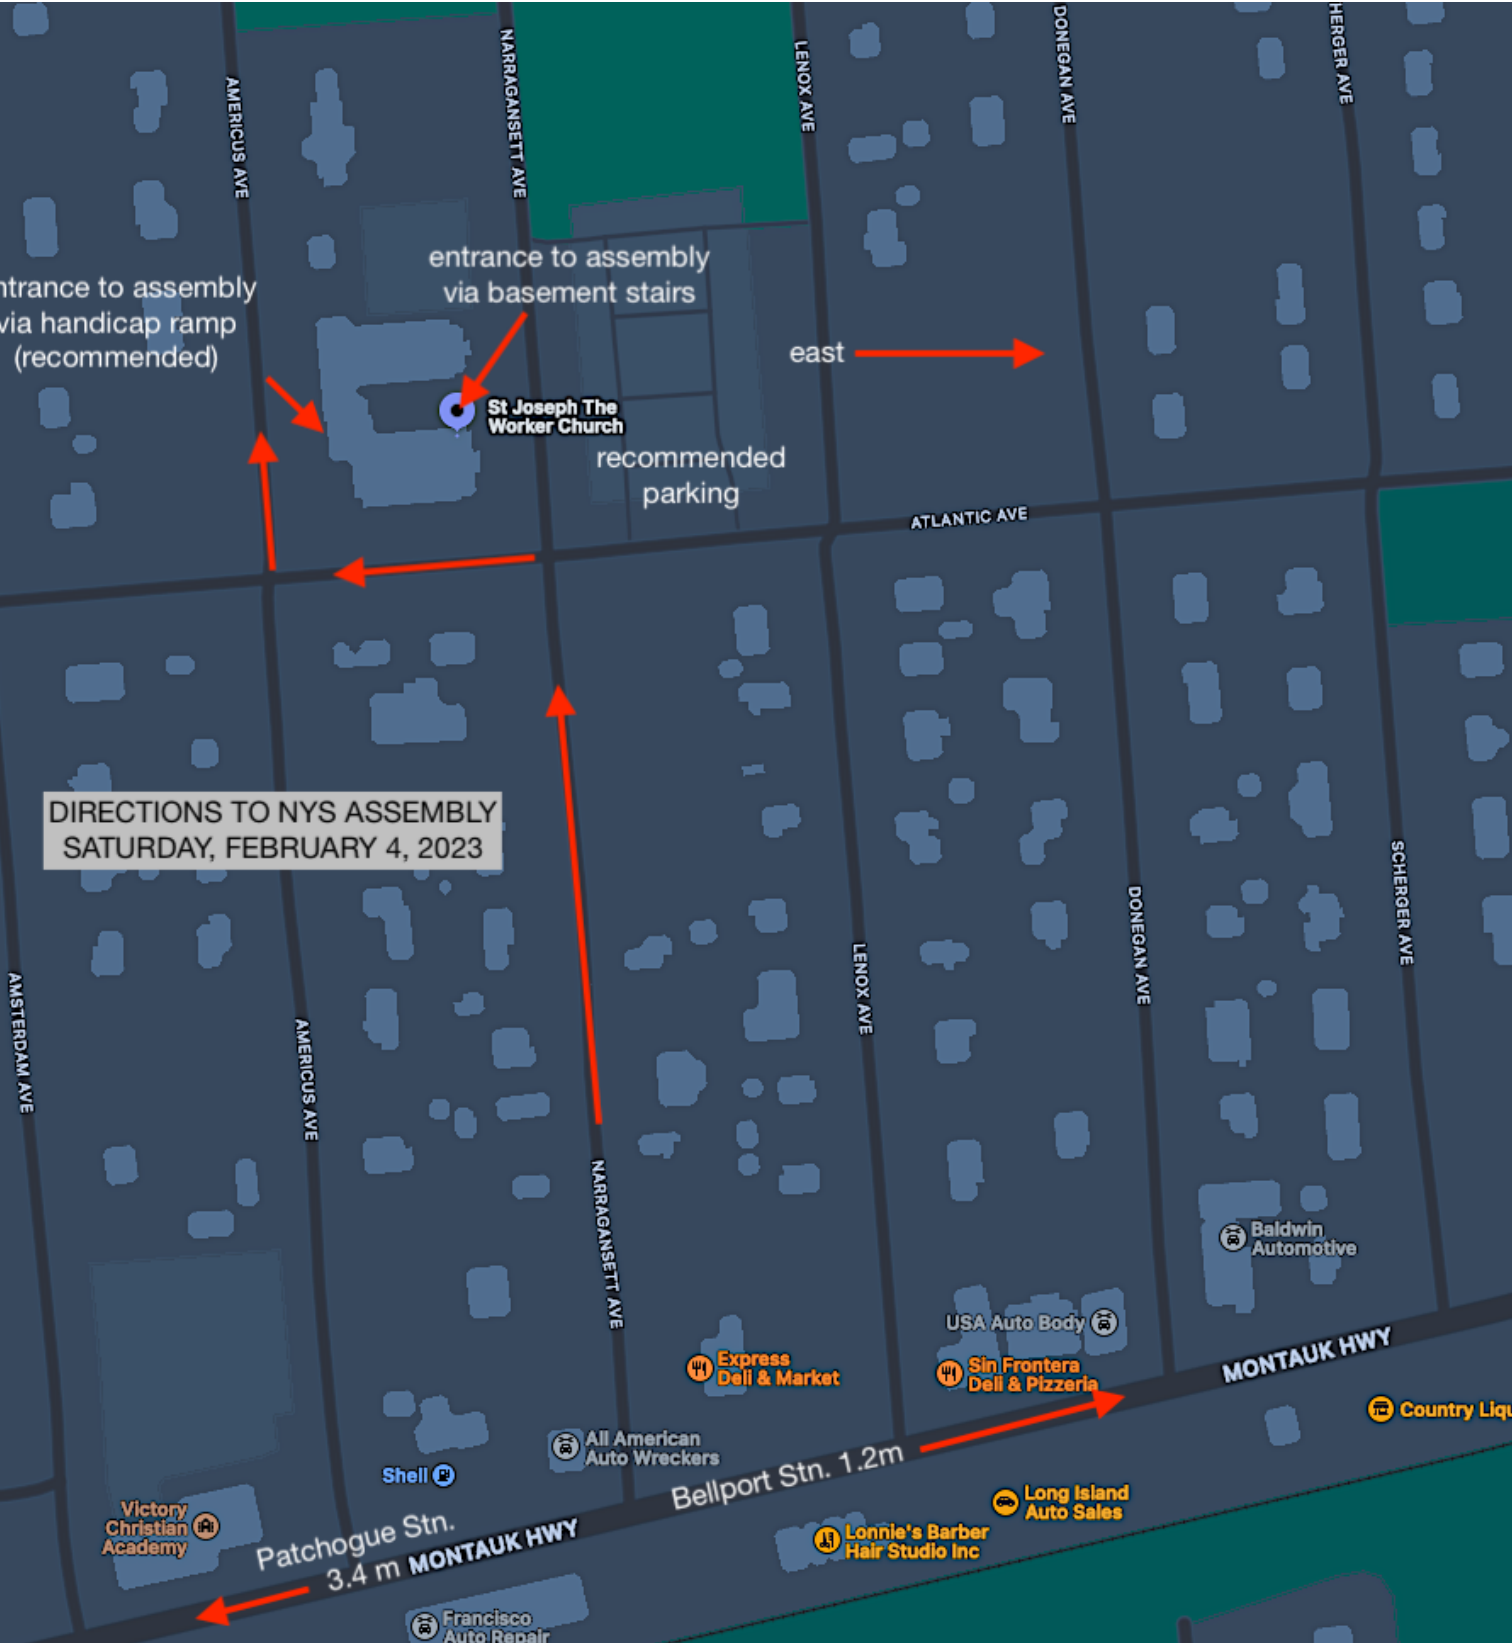 AMERICUS AVE
NARRAGANSETT AVE
LENOX AVE
DONEGAN AVE
HERGER AVE
ntrance to assembly
via handicap ramp
(recommended)
entrance to assembly
via basement stairs
east
St Joseph The
Worker Church
recommended
parking
ATLANTIC AVE
DIRECTIONS TO NYS ASSEMBLY
SATURDAY, FEBRUARY 4, 2023
AMSTERDAM AVE
AMERICUS AVE
NARRAGANSETT AVE
LENOX AVE
DONEGAN AVE
SCHERGER AVE
Baldwin
Automotive
USA Auto Body
Express
Deli & Market
Sin Frontera
Deli & Pizzeria
MONTAUK HWY
Country Liqu
All American
Auto Wreckers
Shell
Bellport Stn. 1.2m
Long Island
Auto Sales
Victory
Christian
Academy
Patchogue Stn.
3.4 m
MONTAUK HWY
Lonnie's Barber
Hair Studio Inc
Francisco
Auto Repair